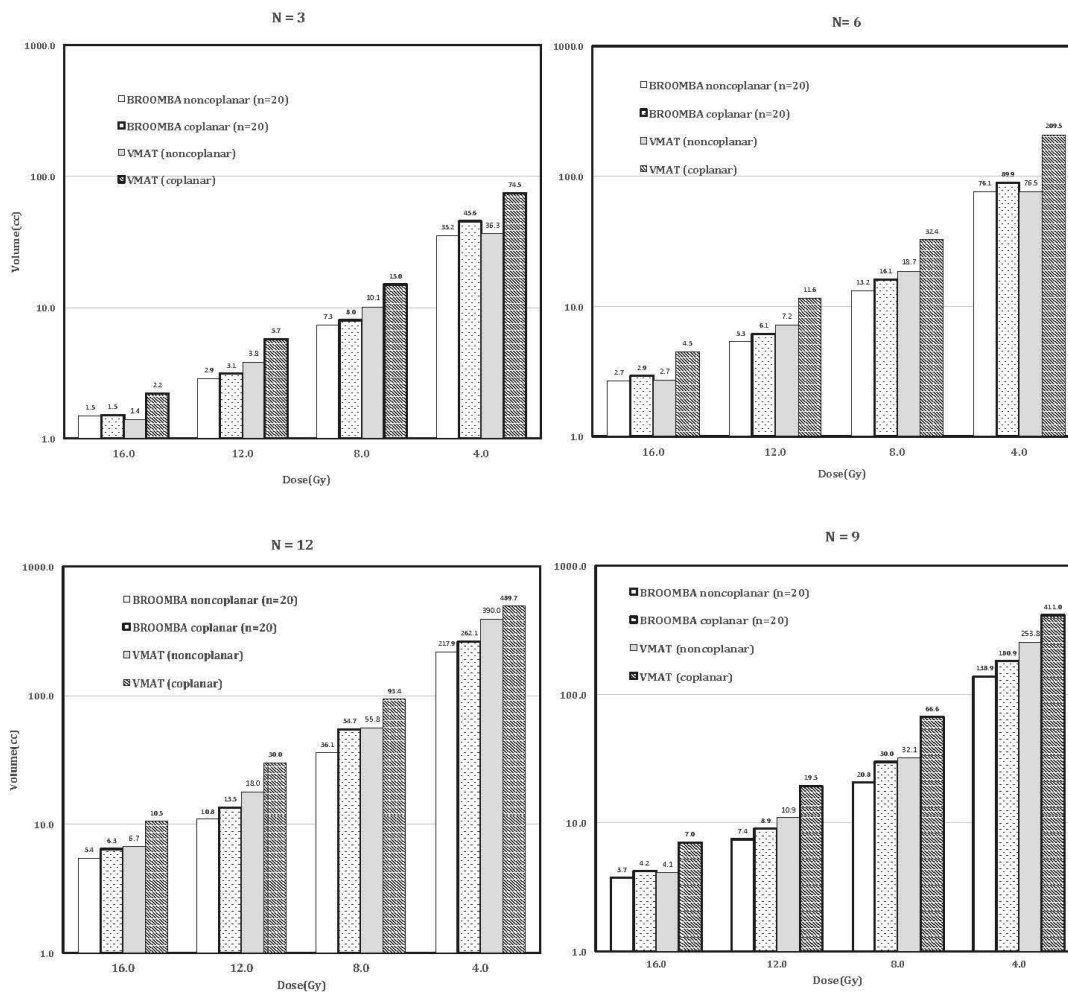 N = 3
1000.0
100.0
10.0
1.0
Volume(cc)
BROOMBA noncoplanar (n=20)
BROOMBA coplanar (n=20)
VMAT (noncoplanar)
VMAT (coplanar)
1.5 1.5 1.4 2.2
2.9 3.1 3.8 5.7
7.3 8.0 10.1 15.0
35.2 45.6 36.3 74.5
16.0 12.0 8.0 4.0
Dose(Gy)
N= 6
1000.0
100.0
10.0
1.0
BROOMBA noncoplanar (n=20)
BROOMBA coplanar (n=20)
VMAT (noncoplanar)
VMAT (coplanar)
2.7 2.9 2.7 4.5
5.3 6.1 7.2 11.6
13.2 16.1 18.7 32.4
76.1 89.9 76.5 209.5
16.0 12.0 8.0 4.0
Dose(Gy)
N = 12
1000.0
100.0
10.0
1.0
Volume(cc)
BROOMBA noncoplanar (n=20)
BROOMBA coplanar (n=20)
VMAT (noncoplanar)
VMAT (coplanar)
5.4 6.3 6.7 10.5
10.8 13.5 18.0 30.0
36.1 54.7 55.8 93.4
217.9 262.1 390.0 489.7
16.0 12.0 8.0 4.0
Dose(Gy)
N= 9
1000.0
100.0
10.0
1.0
BROOMBA noncoplanar (n=20)
BROOMBA coplanar (n=20)
VMAT (noncoplanar)
VMAT (coplanar)
3.7 4.2 4.1 7.0
7.4 8.9 10.9 19.5
20.8 30.0 32.1 66.6
138.9 180.9 253.8 411.0
16.0 12.0 8.0 4.0
Dose(Gy)